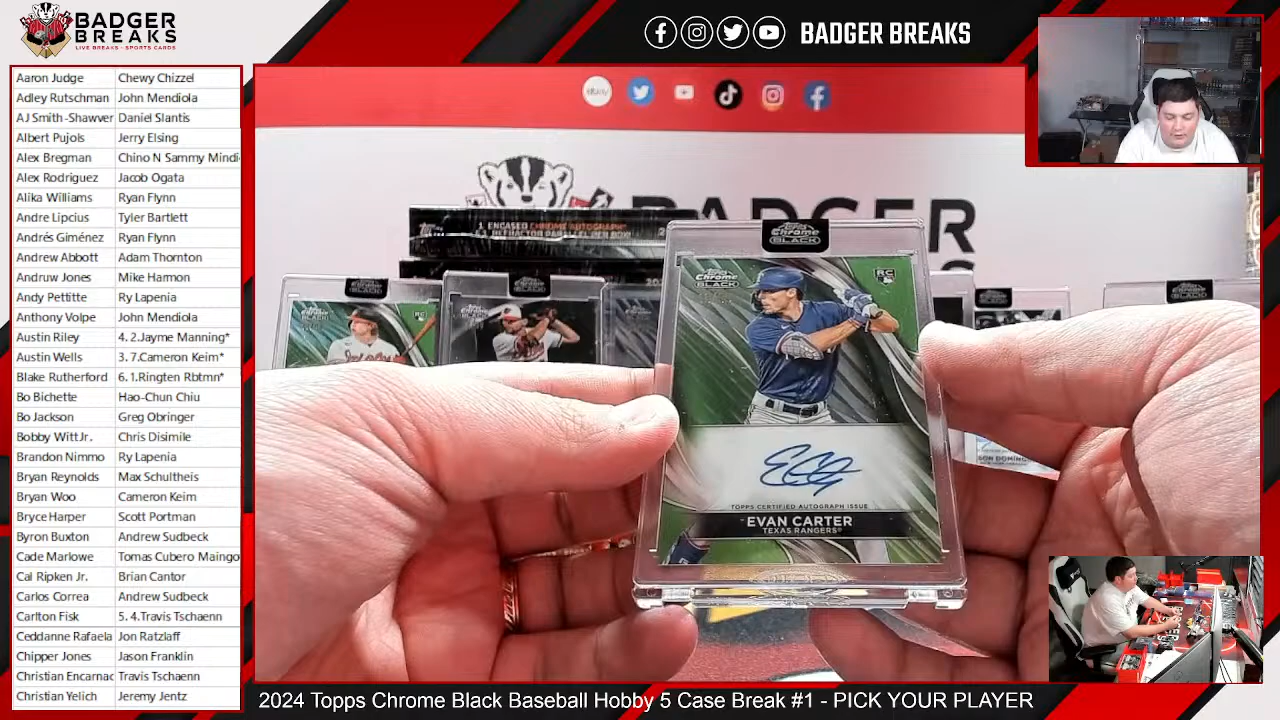 BADGER
BREAKS
LIVE BREAKS - SPORTS CARDS
BADGER BREAKS
Aaron Judge Chewy Chizzel
Adley Rutschman John Mendiola
AJ Smith-Shawver Daniel Slantis
Albert Pujols Jerry Elsing
Alex Bregman Chino N Sammy Mindi
Alex Rodriguez Jacob Ogata
Alika Williams Ryan Flynn
Andre Lipcius Tyler Bartlett
Andrés Giménez Ryan Flynn
Andrew Abbott Adam Thornton
Andruw Jones Mike Harmon
Andy Pettitte Ry Lapenia
Anthony Volpe John Mendiola
Austin Riley 4. 2.Jayme Manning*
Austin Wells 3. 7.Cameron Keim*
Blake Rutherford 6. 1.Ringten Rbtmn*
Bo Bichette Hao-Chun Chiu
Bo Jackson Greg Obringer
Bobby Witt Jr. Chris Disimile
Brandon Nimmo Ry Lapenia
Bryan Reynolds Max Schultheis
Bryan Woo Cameron Keim
Bryce Harper Scott Portman
Byron Buxton Andrew Sudbeck
Cade Marlowe Tomas Cubero Maingo
Cal Ripken Jr. Brian Cantor
Carlos Correa Andrew Sudbeck
Carlton Fisk 5. 4.Travis Tschaenn
Ceddanne Rafaela Jon Ratzlaff
Chipper Jones Jason Franklin
Christian Encarnac Travis Tschaenn
Christian Yelich Jeremy Jentz
ebay
BADGER
1 ENCASED CHROME AUTOGRAPH
REFRACTOR PARALLEL PER BOX
Topps
Chrome
BLACK
Topps
Chrome
BLACK
RC
TOPPS CERTIFIED AUTOGRAPH ISSUE
EVAN CARTER
TEXAS RANGERS®
SON DOMIN
2024 Topps Chrome Black Baseball Hobby 5 Case Break #1 - PICK YOUR PLAYER